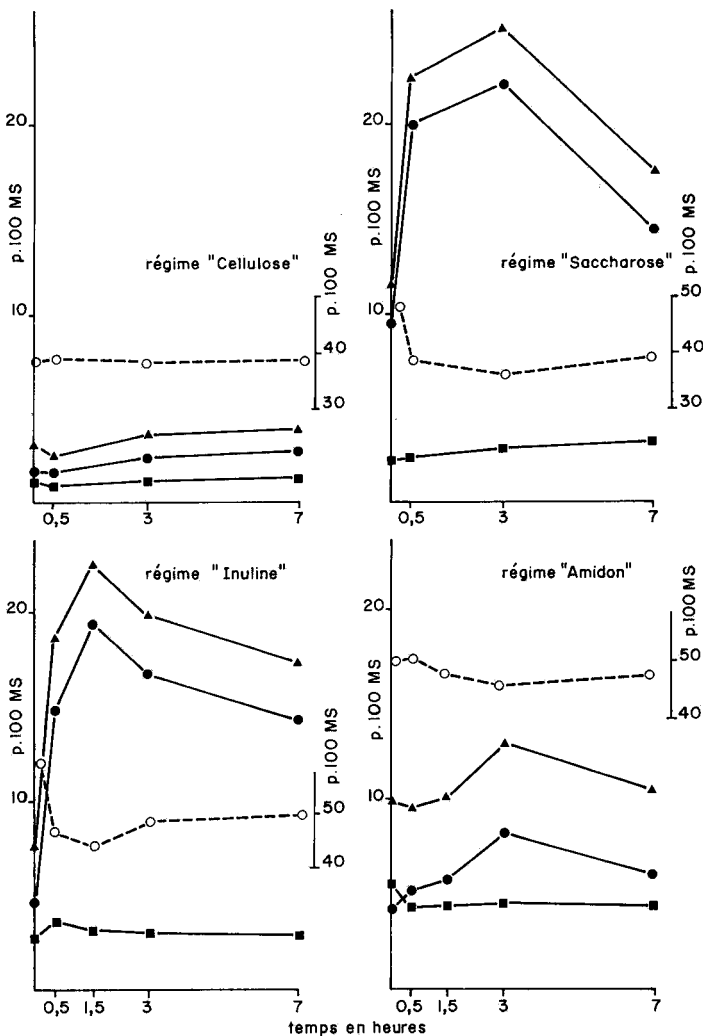 20
p.100 MS
10
régime "Cellulose"
p.100 MS
40
30
0,5
3
7
20
p.100 MS
10
régime "Saccharose"
p.100 MS
50
40
30
0,5
3
7
régime "Inuline"
20
p.100 MS
10
p.100 MS
50
40
0,5
1,5
3
7
régime "Amidon"
20
p.100 MS
10
p.100 MS
50
40
0,5
1,5
3
7
temps en heures